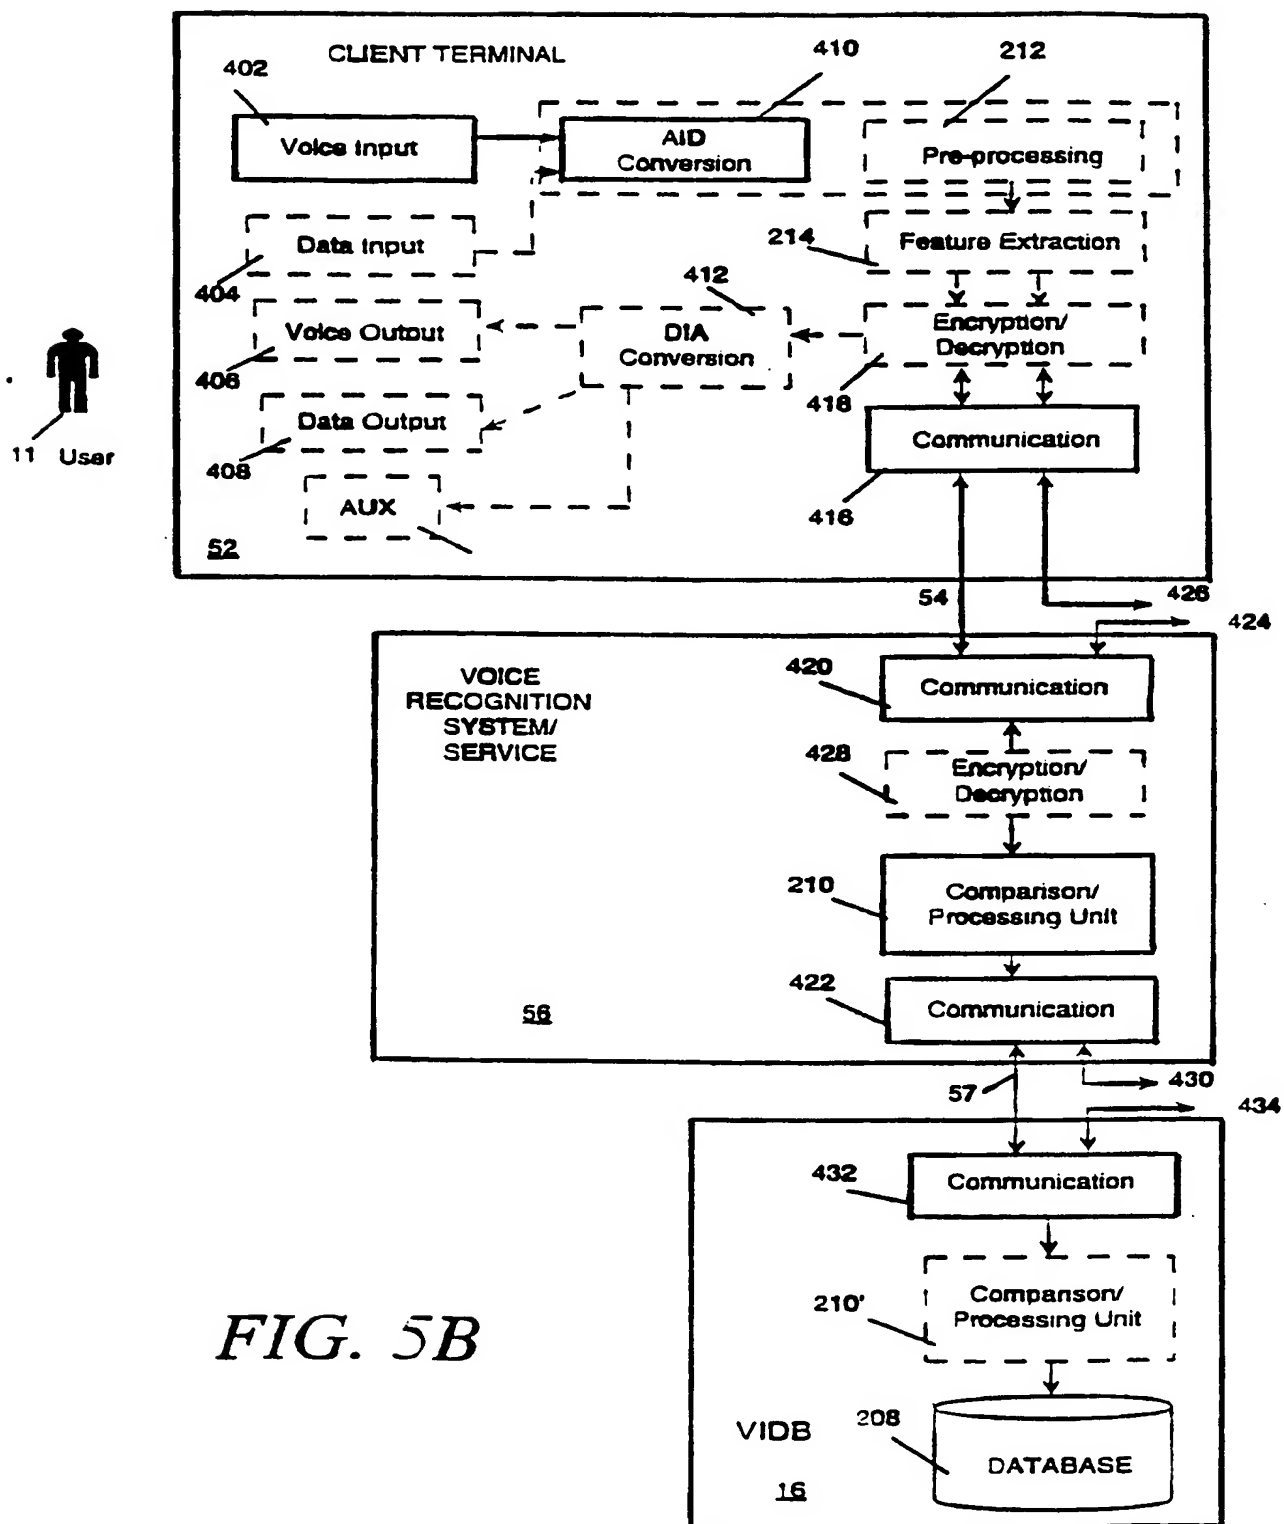 CLIENT TERMINAL
402
410
212
Voice Input
AID
Conversion
Pre-processing
Data Input
404
214
Feature Extraction
412
Voice Output
406
DIA
Conversion
Encryption/
Decryption
418
Data Output
408
Communication
416
AUX
52
11 User
54
426
424
VOICE
RECOGNITION
SYSTEM/
SERVICE
420
Communication
428
Encryption/
Decryption
210
Comparison/
Processing Unit
422
Communication
56
57
430
434
432
Communication
210'
Comparison/
Processing Unit
VIDB
208
DATABASE
16
FIG. 5B